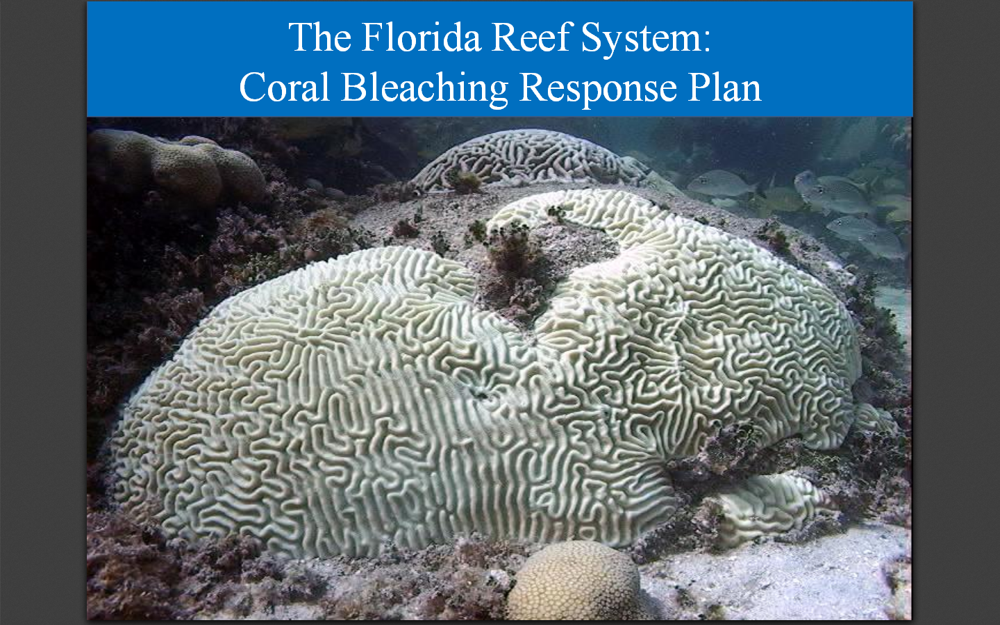 The Florida Reef System:
Coral Bleaching Response Plan